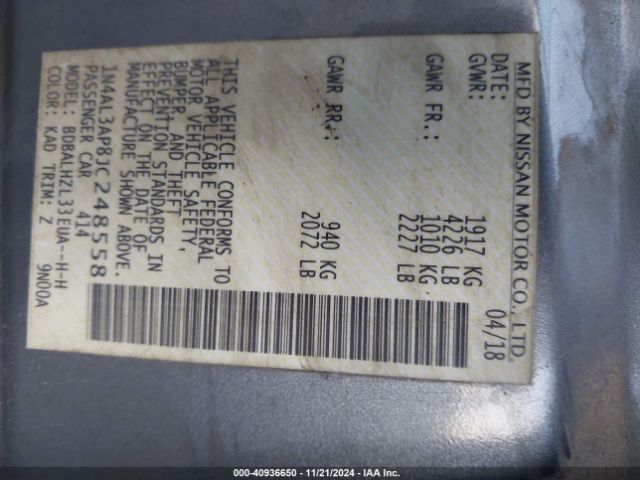 MFD BY NISSAN MOTOR CO., LTD.
DATE: 04/18
GVWR: 1917 KG
4226 LB
GAWR FR.: 1010 KG
2227 LB
GAWR RR.: 940 KG
2072 LB
THIS VEHICLE CONFORMS TO
ALL APPLICABLE FEDERAL
MOTOR VEHICLE SAFETY,
BUMPER, AND THEFT
PREVENTION STANDARDS IN
EFFECT ON THE DATE OF
MANUFACTURE SHOWN ABOVE.
1N4AL3AP8JC248558
PASSENGER CAR 414
MODEL: BDBALHZL33EUA--H-H
COLOR: KAD TRIM: Z 9N00A
000-40936650 - 11/21/2024 - IAA Inc.